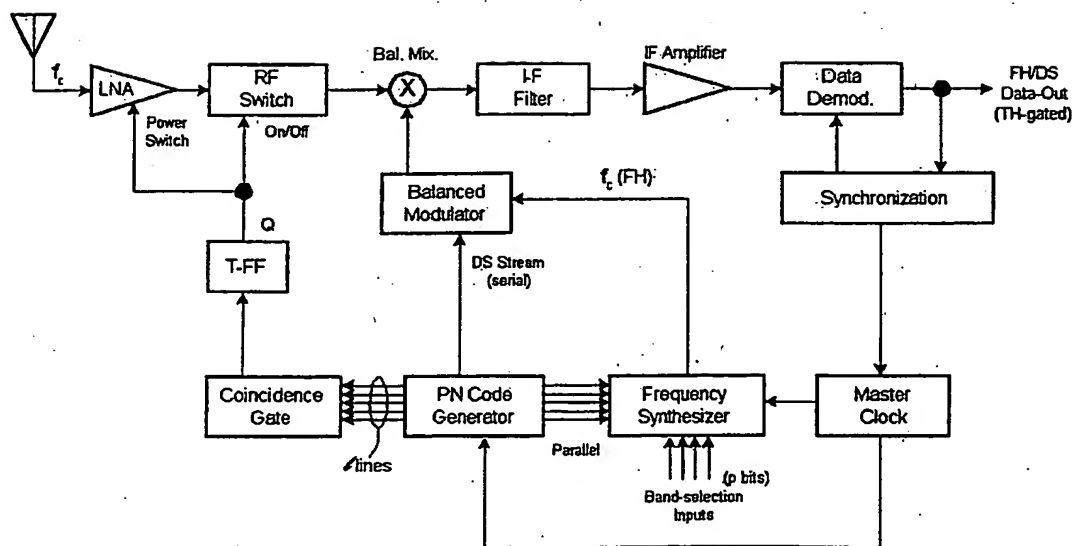 f_c
LNA
RF
Switch
Bal. Mix.
X
I-F
Filter
IF Amplifier
Data
Demod.
FH/DS
Data-Out
(TH-gated)
Power
Switch
On/Off
Balanced
Modulator
f_c (FH)
Synchronization
Q
T-FF
DS Stream
(serial)
Coincidence
Gate
PN Code
Generator
Frequency
Synthesizer
Master
Clock
ℓ lines
Parallel
(p bits)
Band-selection
Inputs